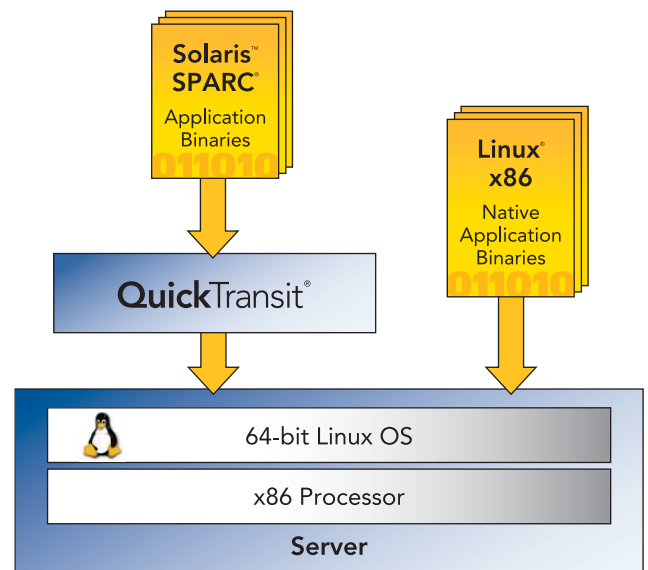 Solaris™
SPARC®
Application
Binaries
011010
Linux®
x86
Native
Application
Binaries
011010
QuickTransit®
64-bit Linux OS
x86 Processor
Server